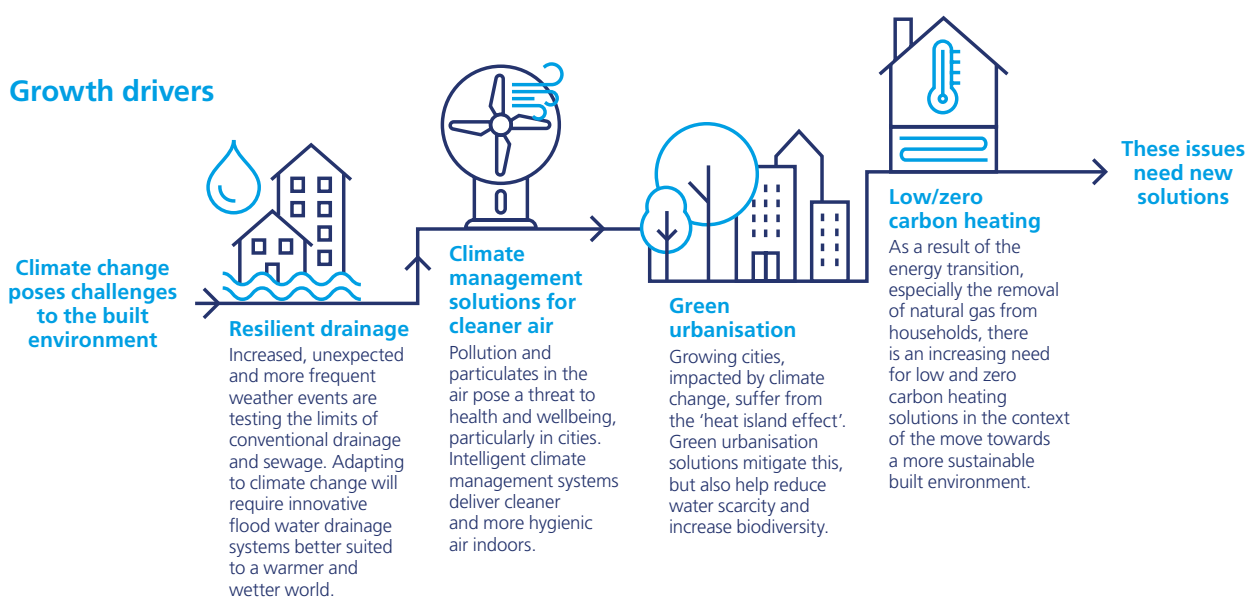 Growth drivers
Climate change
poses challenges
to the built
environment
Resilient drainage
Increased, unexpected
and more frequent
weather events are
testing the limits of
conventional drainage
and sewage. Adapting
to climate change will
require innovative
flood water drainage
systems better suited
to a warmer and
wetter world.
Climate
management
solutions for
cleaner air
Pollution and
particulates in the
air pose a threat to
health and wellbeing,
particularly in cities.
Intelligent climate
management systems
deliver cleaner
and more hygienic
air indoors.
Green
urbanisation
Growing cities,
impacted by climate
change, suffer from
the ‘heat island effect’.
Green urbanisation
solutions mitigate this,
but also help reduce
water scarcity and
increase biodiversity.
Low/zero
carbon heating
As a result of the
energy transition,
especially the removal
of natural gas from
households, there
is an increasing need
for low and zero
carbon heating
solutions in the context
of the move towards
a more sustainable
built environment.
These issues
need new
solutions